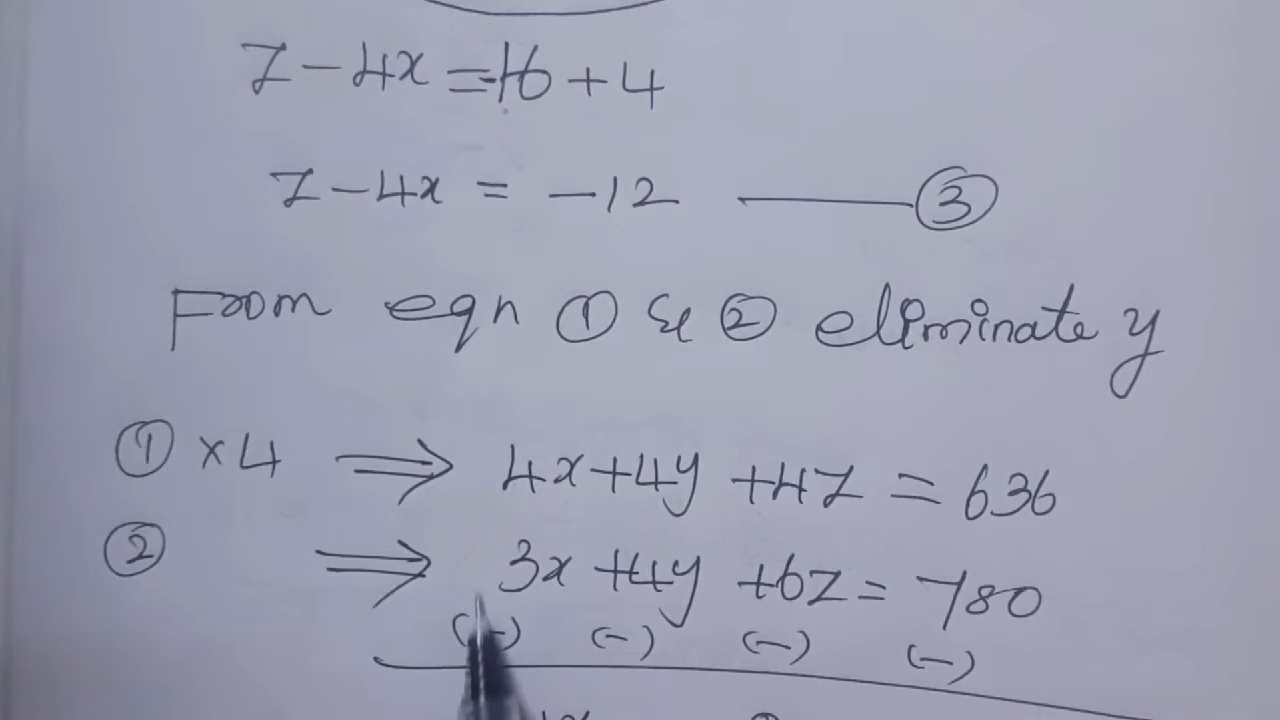 z - 4x = -16 + 4
z - 4x = -12 ——— ③
From eqn ① & ② eliminate y
① × 4 ⟹ 4x + 4y + 4z = 636
② ⟹ 3x + 4y + 6z = 780
(-) (-) (-) (-)